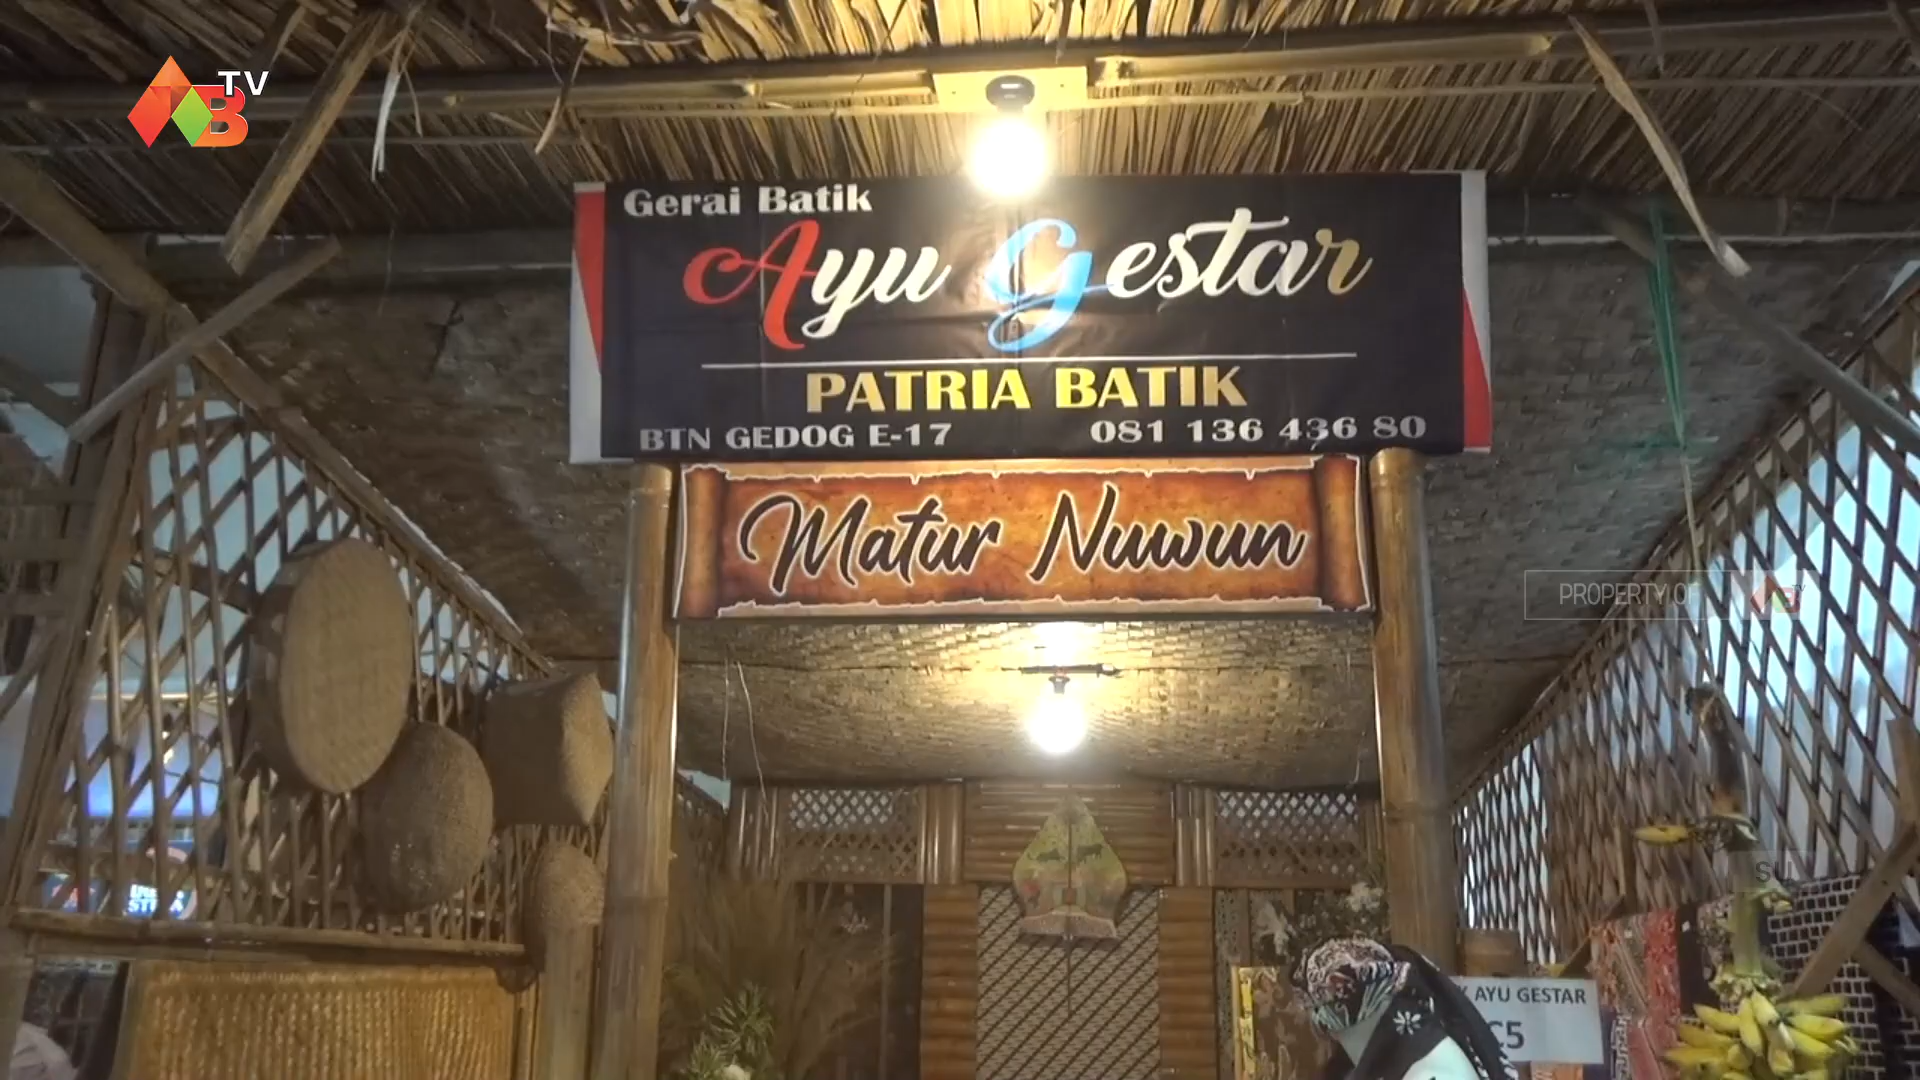 TV
B
Gerai Batik
Ayu Gestar
PATRIA BATIK
BTN GEDOG E-17 081 136 436 80
Matur Nuwun
PROPERTY OF
SU
AYU GESTAR